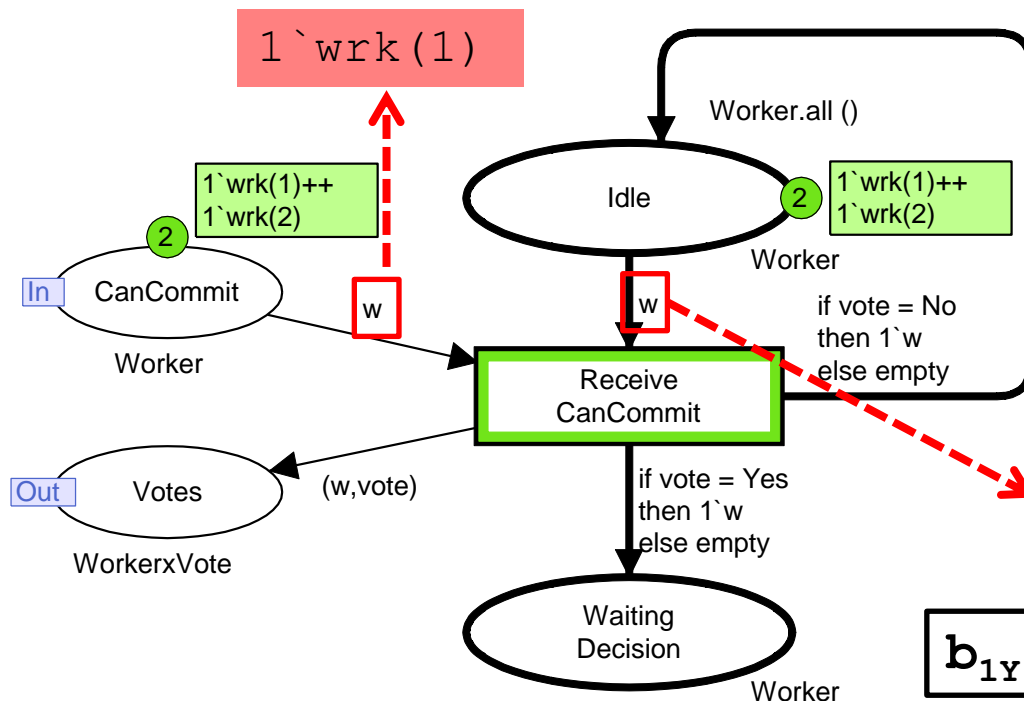 1`wrk(1)
Worker.all ()
1`wrk(1)++
1`wrk(2)
2
Idle
2
1`wrk(1)++
1`wrk(2)
Worker
In
CanCommit
w
w
if vote = No
then 1`w
else empty
Worker
Receive
CanCommit
Out
Votes
(w,vote)
if vote = Yes
then 1`w
else empty
WorkerxVote
Waiting
Decision
b1Y
Worker